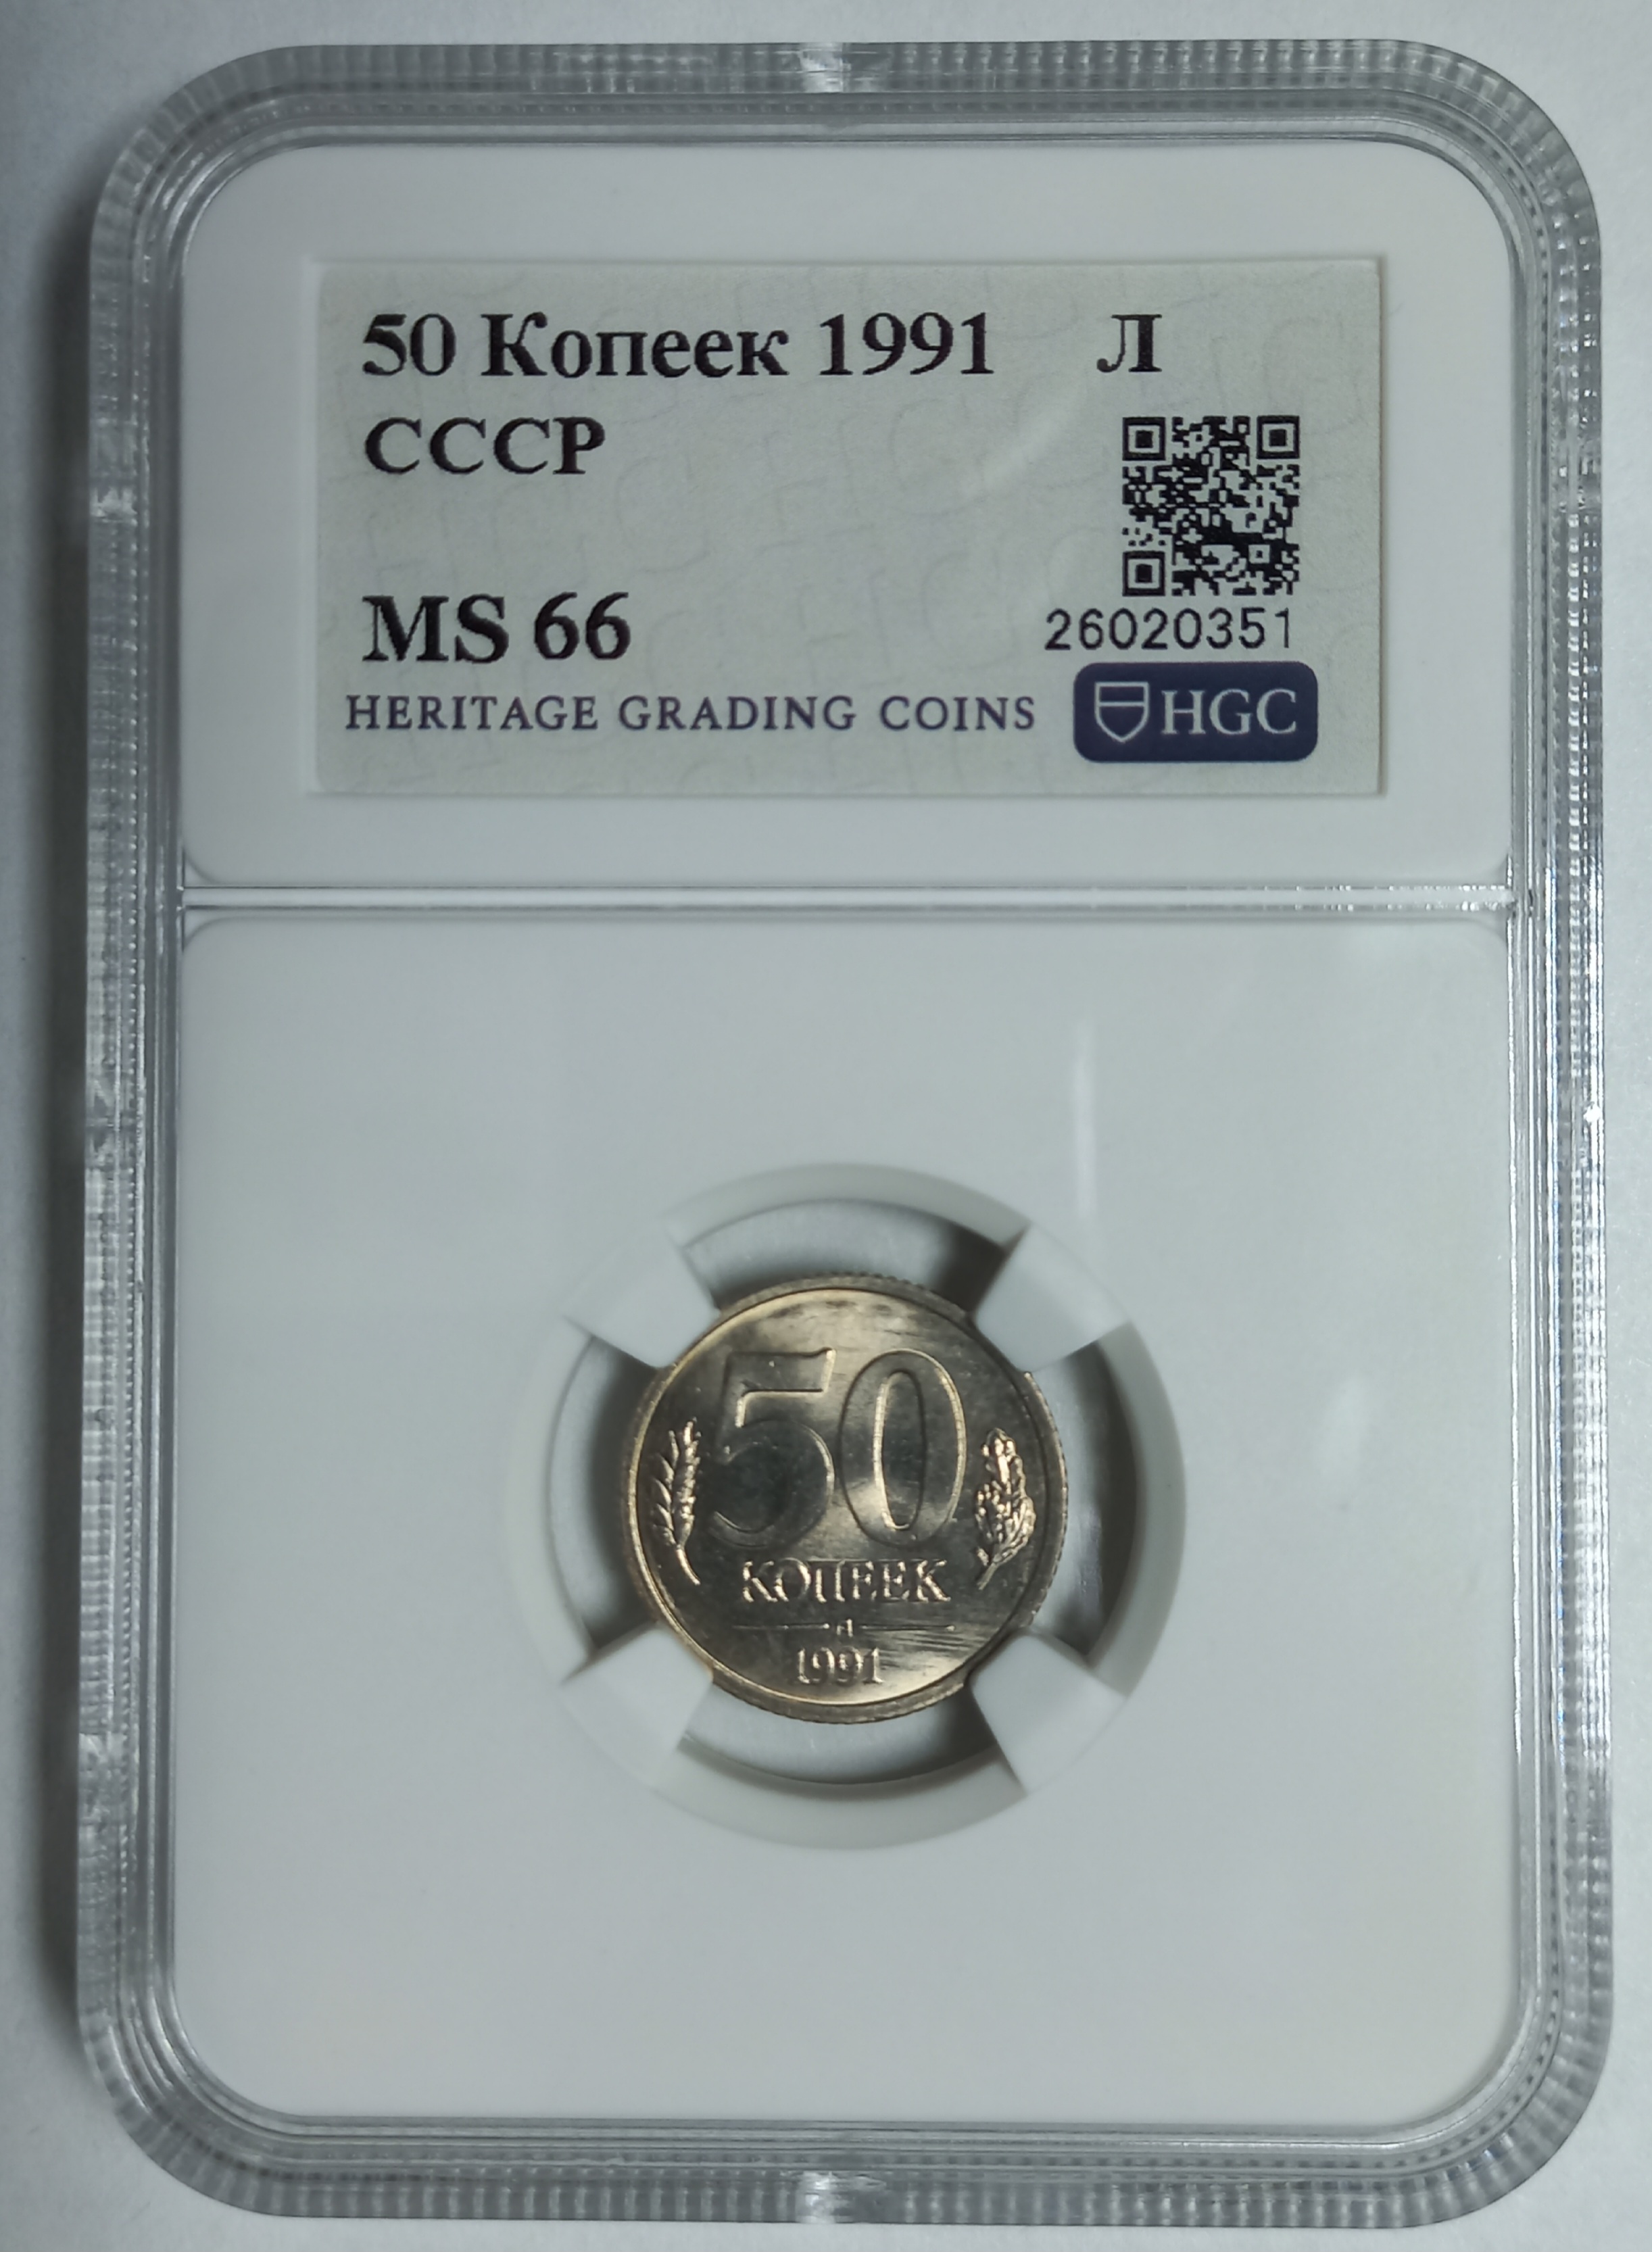 50 Копеек 1991 Л
СССР
MS 66
26020351
HERITAGE GRADING COINS HGC
50
КОПЕЕК
Л
1991